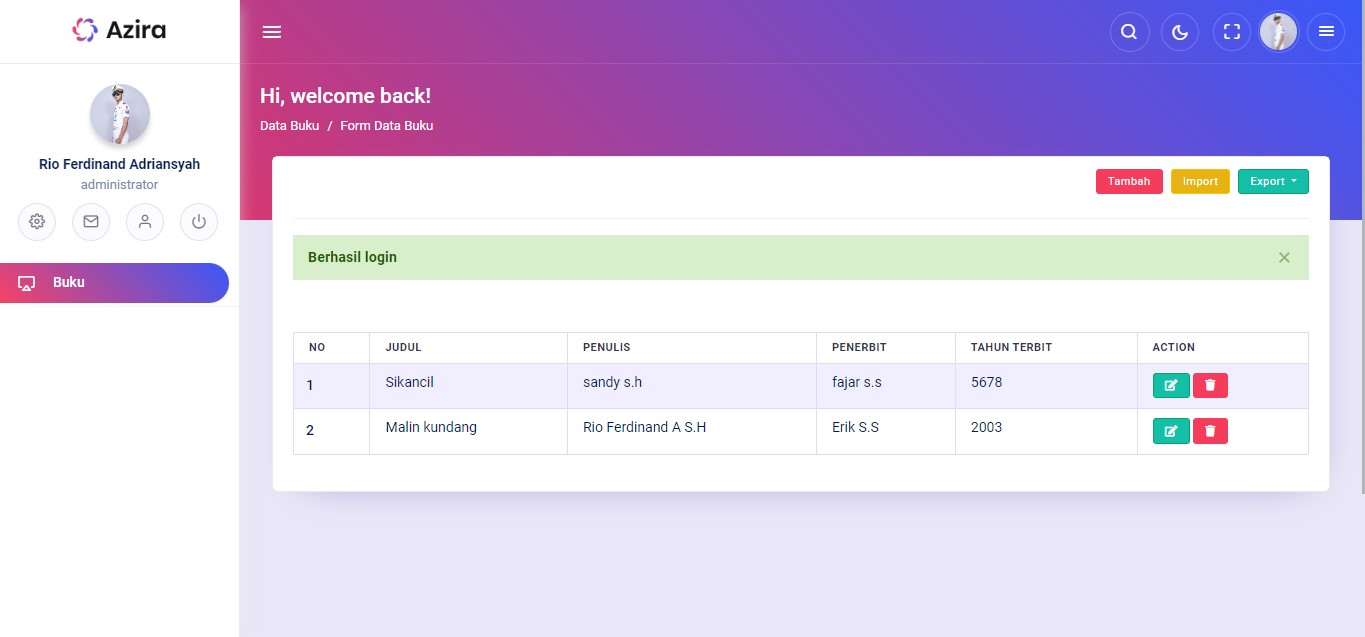 Azira
Rio Ferdinand Adriansyah
administrator
Buku
Hi, welcome back!
Data Buku / Form Data Buku
Tambah Import Export
Berhasil login ×
NO JUDUL PENULIS PENERBIT TAHUN TERBIT ACTION
1 Sikancil sandy s.h fajar s.s 5678
2 Malin kundang Rio Ferdinand A S.H Erik S.S 2003